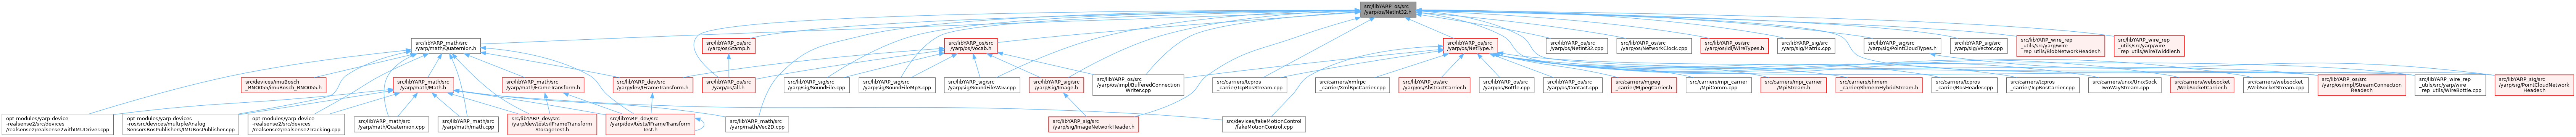 src/libYARP_os/src
/yarp/os/NetInt32.h
src/libYARP_math/src
/yarp/math/Quaternion.h
src/libYARP_os/src
/yarp/os/Stamp.h
src/libYARP_os/src
/yarp/os/Vocab.h
src/libYARP_os/src
/yarp/os/NetType.h
src/libYARP_os/src
/yarp/os/NetInt32.cpp
src/libYARP_os/src
/yarp/os/NetworkClock.cpp
src/libYARP_os/src
/yarp/os/idl/WireTypes.h
src/libYARP_sig/src
/yarp/sig/Matrix.cpp
src/libYARP_sig/src
/yarp/sig/PointCloudTypes.h
src/libYARP_sig/src
/yarp/sig/Vector.cpp
src/libYARP_wire_rep
_utils/src/yarp/wire
_rep_utils/BlobNetworkHeader.h
src/libYARP_wire_rep
_utils/src/yarp/wire
_rep_utils/WireTwiddler.h
src/devices/imuBosch
_BNO055/imuBosch_BNO055.h
src/libYARP_math/src
/yarp/math/Math.h
src/libYARP_math/src
/yarp/math/FrameTransform.h
src/libYARP_dev/src
/yarp/dev/IFrameTransform.h
src/libYARP_os/src
/yarp/os/all.h
src/libYARP_sig/src
/yarp/sig/SoundFile.cpp
src/libYARP_sig/src
/yarp/sig/SoundFileMp3.cpp
src/libYARP_sig/src
/yarp/sig/SoundFileWav.cpp
src/libYARP_sig/src
/yarp/sig/Image.h
src/libYARP_os/src
/yarp/os/impl/BufferedConnection
Writer.cpp
src/carriers/tcpros
_carrier/TcpRosStream.cpp
src/carriers/xmlrpc
_carrier/XmlRpcCarrier.cpp
src/libYARP_os/src
/yarp/os/AbstractCarrier.h
src/libYARP_os/src
/yarp/os/Bottle.cpp
src/libYARP_os/src
/yarp/os/Contact.cpp
src/carriers/mjpeg
_carrier/MjpegCarrier.h
src/carriers/mpi_carrier
/MpiComm.cpp
src/carriers/mpi_carrier
/MpiStream.h
src/carriers/shmem
_carrier/ShmemHybridStream.h
src/carriers/tcpros
_carrier/RosHeader.cpp
src/carriers/tcpros
_carrier/TcpRosCarrier.cpp
src/carriers/unix/UnixSock
TwoWayStream.cpp
src/carriers/websocket
/WebSocketCarrier.h
src/carriers/websocket
/WebSocketStream.cpp
src/libYARP_os/src
/yarp/os/impl/StreamConnection
Reader.h
src/libYARP_wire_rep
_utils/src/yarp/wire
_rep_utils/WireBottle.cpp
src/libYARP_sig/src
/yarp/sig/PointCloudNetwork
Header.h
opt-modules/yarp-device
-realsense2/src/devices
/realsense2/realsense2withIMUDriver.cpp
opt-modules/yarp-devices
-ros/src/devices/multipleAnalog
SensorsRosPublishers/IMURosPublisher.cpp
opt-modules/yarp-device
-realsense2/src/devices
/realsense2/realsense2Tracking.cpp
src/libYARP_math/src
/yarp/math/Quaternion.cpp
src/libYARP_math/src
/yarp/math/math.cpp
src/libYARP_dev/src
/yarp/dev/tests/IFrameTransform
StorageTest.h
src/libYARP_dev/src
/yarp/dev/tests/IFrameTransform
Test.h
src/libYARP_math/src
/yarp/math/Vec2D.cpp
src/libYARP_sig/src
/yarp/sig/ImageNetworkHeader.h
src/devices/fakeMotionControl
/fakeMotionControl.cpp